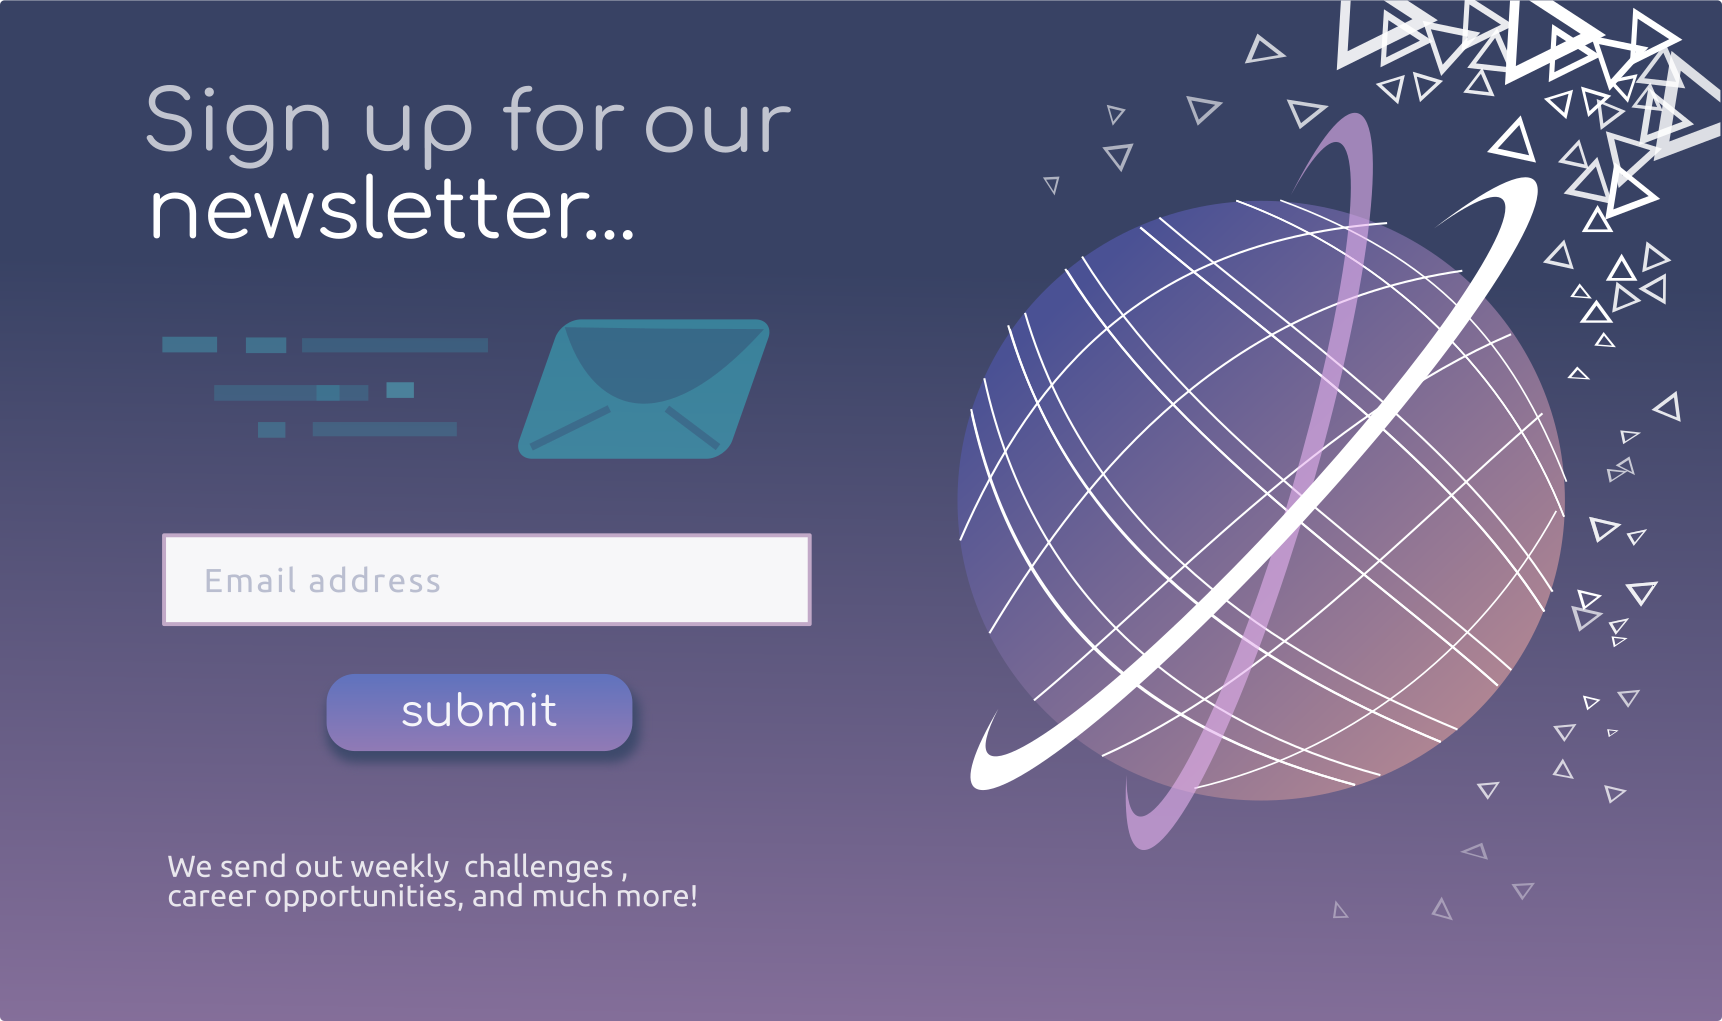 Sign up for our
newsletter...
Email address
submit
We send out weekly challenges ,
career opportunities, and much more!